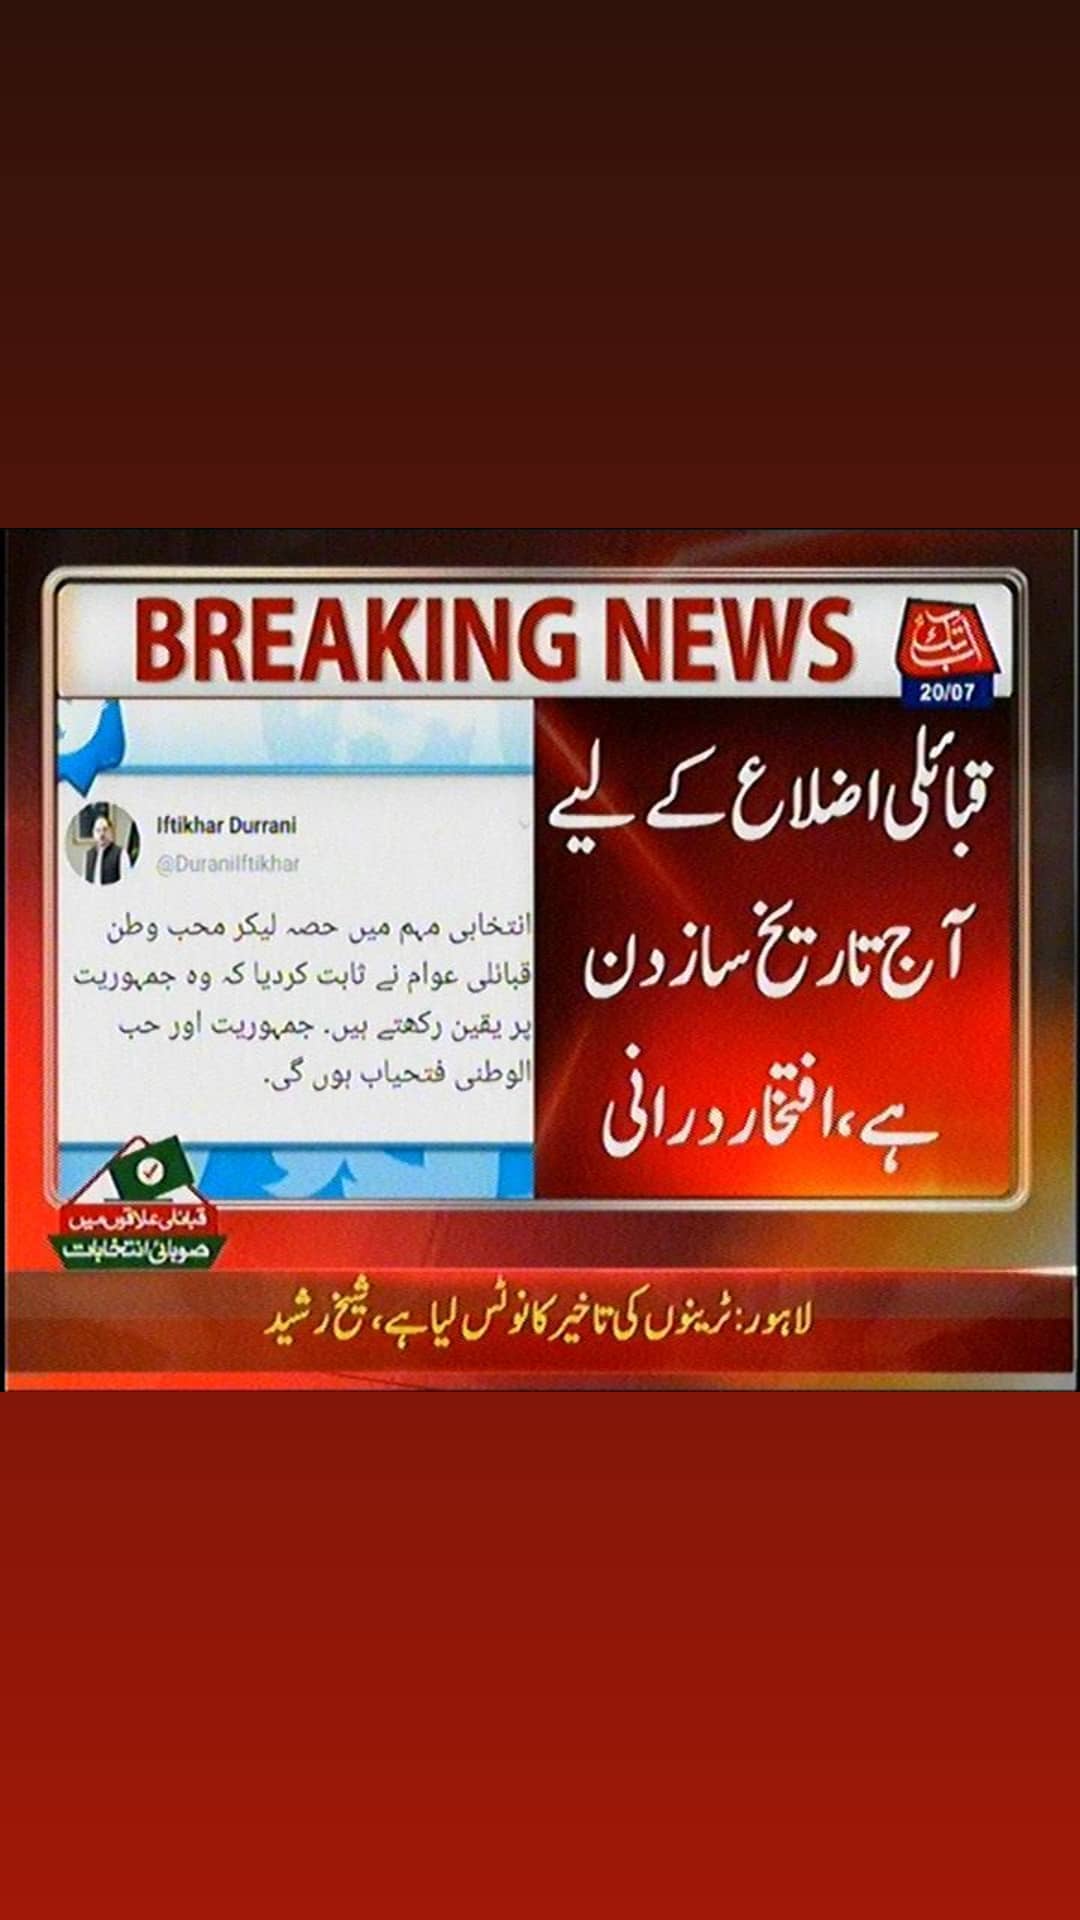 BREAKING NEWS
اب تک
20/07
قبائلی اضلاع کے لیے
آج تاریخ ساز دن
ہے، افتخار درانی
Iftikhar Durrani
@DuraniIftikhar
انتخابی مہم میں حصہ لیکر محب وطن
قبائلی عوام نے ثابت کردیا کہ وہ جمہوریت
پر یقین رکھتے ہیں۔ جمہوریت اور حب
الوطنی فتحیاب ہوں گی۔
قبائلی علاقوں میں
صوبائی انتخابات
لاہور: ٹرینوں کی تاخیر کا نوٹس لیا ہے، شیخ رشید